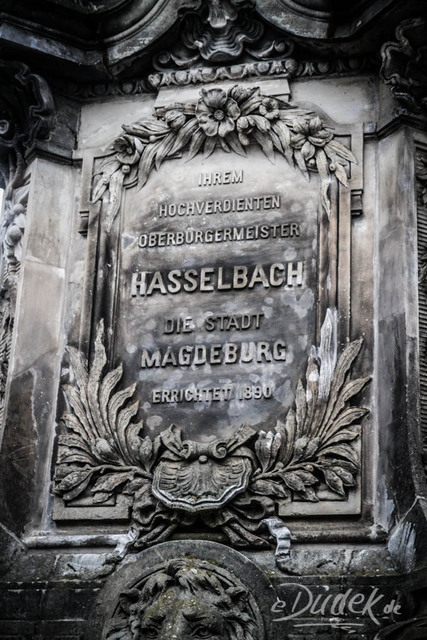 IHREM
HOCHVERDIENTEN
OBERBÜRGERMEISTER
HASSELBACH
DIE STADT
MAGDEBURG
ERRICHTET 1890
eDudek.de